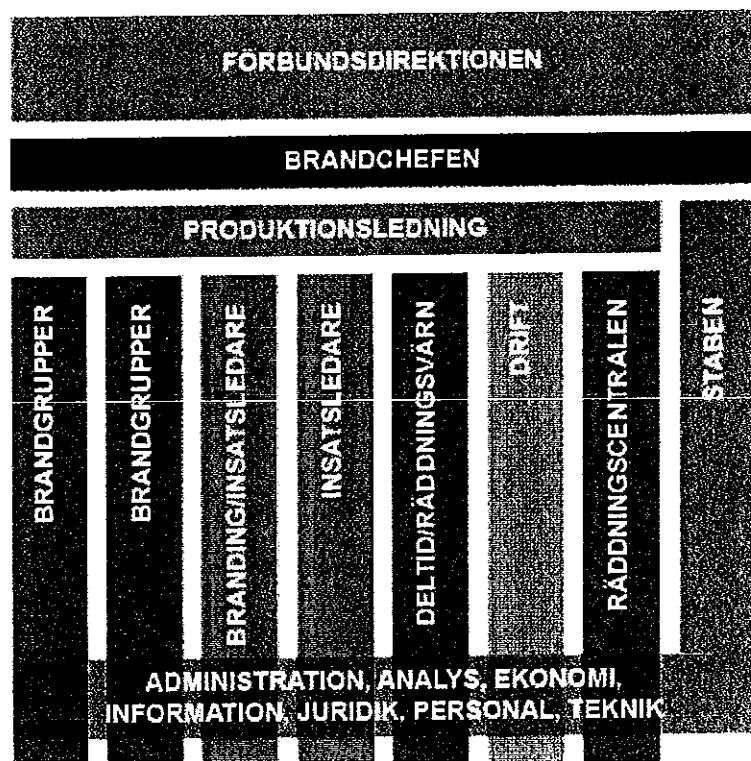 FÖRBUNDSDIREKTIONEN
BRANDCHEFEN
PRODUKTIONSLEDNING
BRANDGRUPPER
BRANDGRUPPER
BRANDING/INSATSLEDARE
INSATSLEDARE
DELTID/RÄDDNINGSVÄRN
DRIFT
RÄDDNINGSCENTRALEN
STABEN
ADMINISTRATION, ANALYS, EKONOMI,
INFORMATION, JURIDIK, PERSONAL, TEKNIK